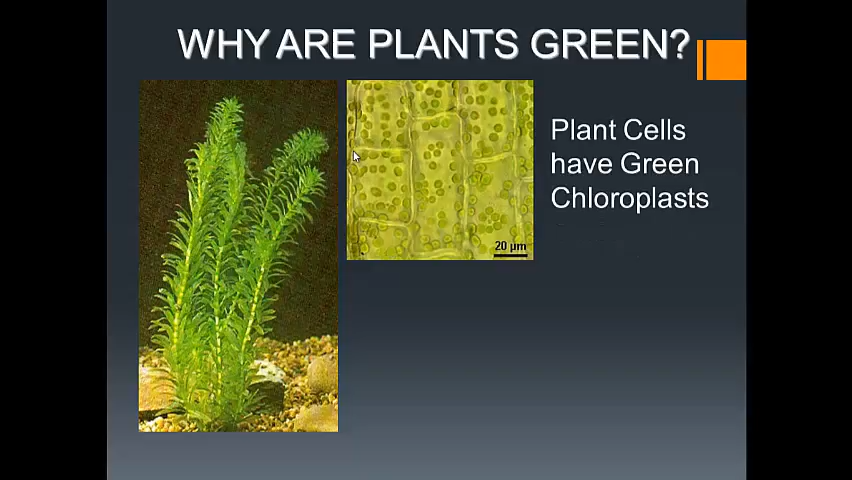 WHY ARE PLANTS GREEN?
Plant Cells
have Green
Chloroplasts
20 µm